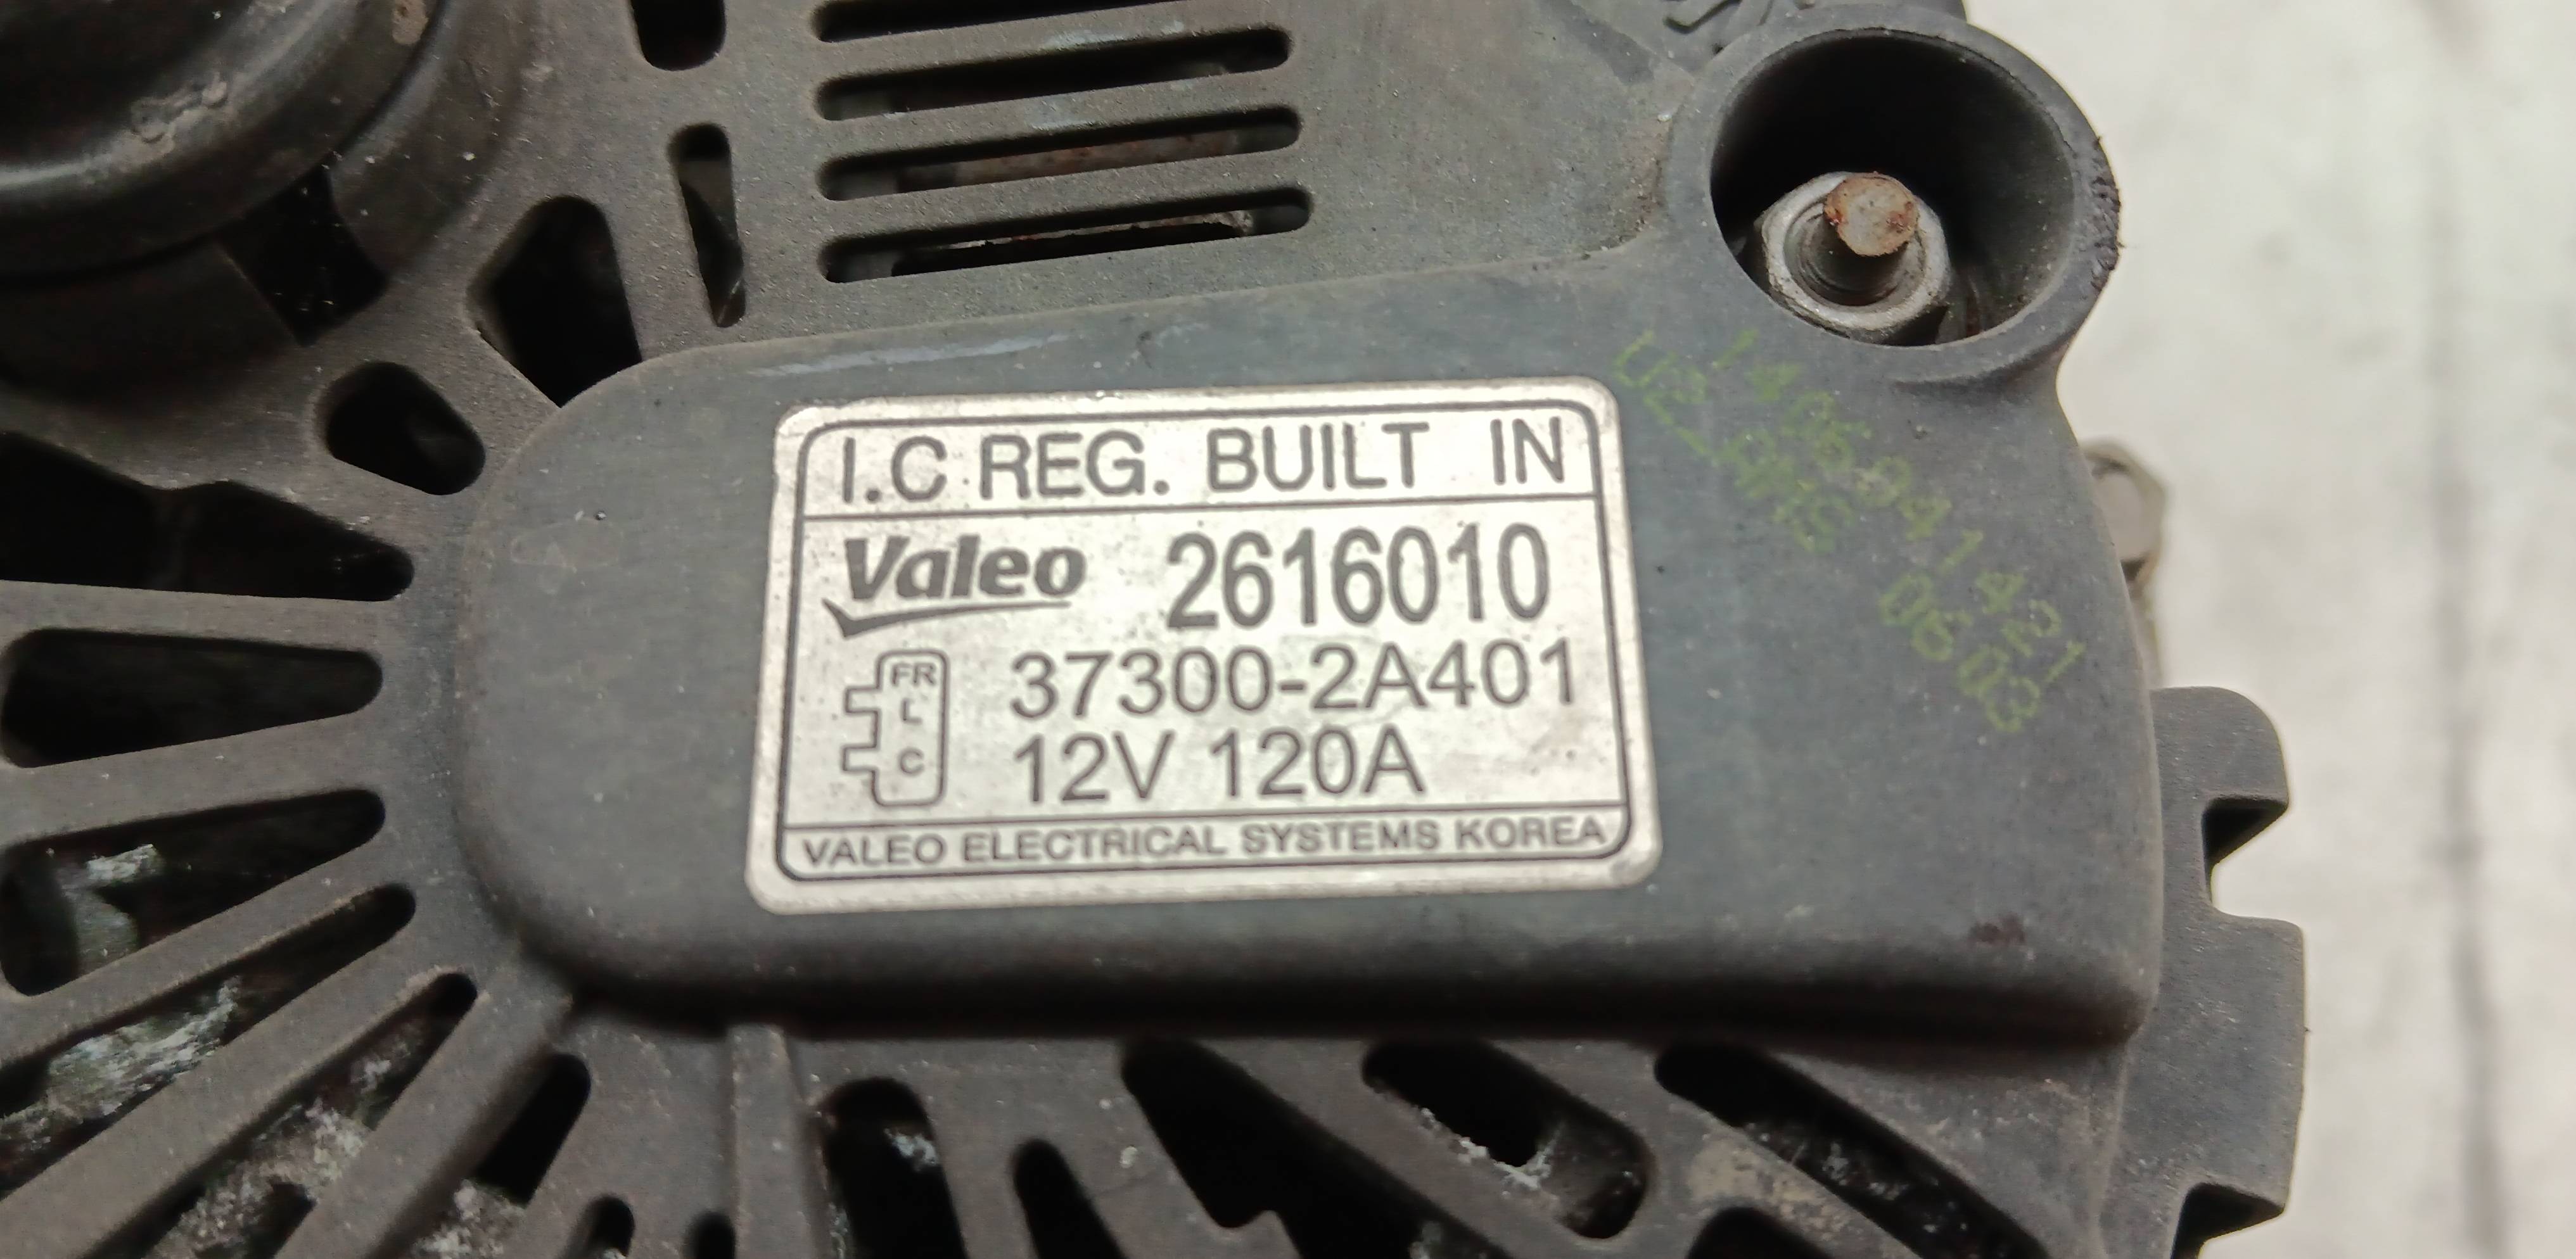 I.C REG. BUILT IN
Valeo 2616010
FR
L
C
37300-2A401
12V 120A
VALEO ELECTRICAL SYSTEMS KOREA